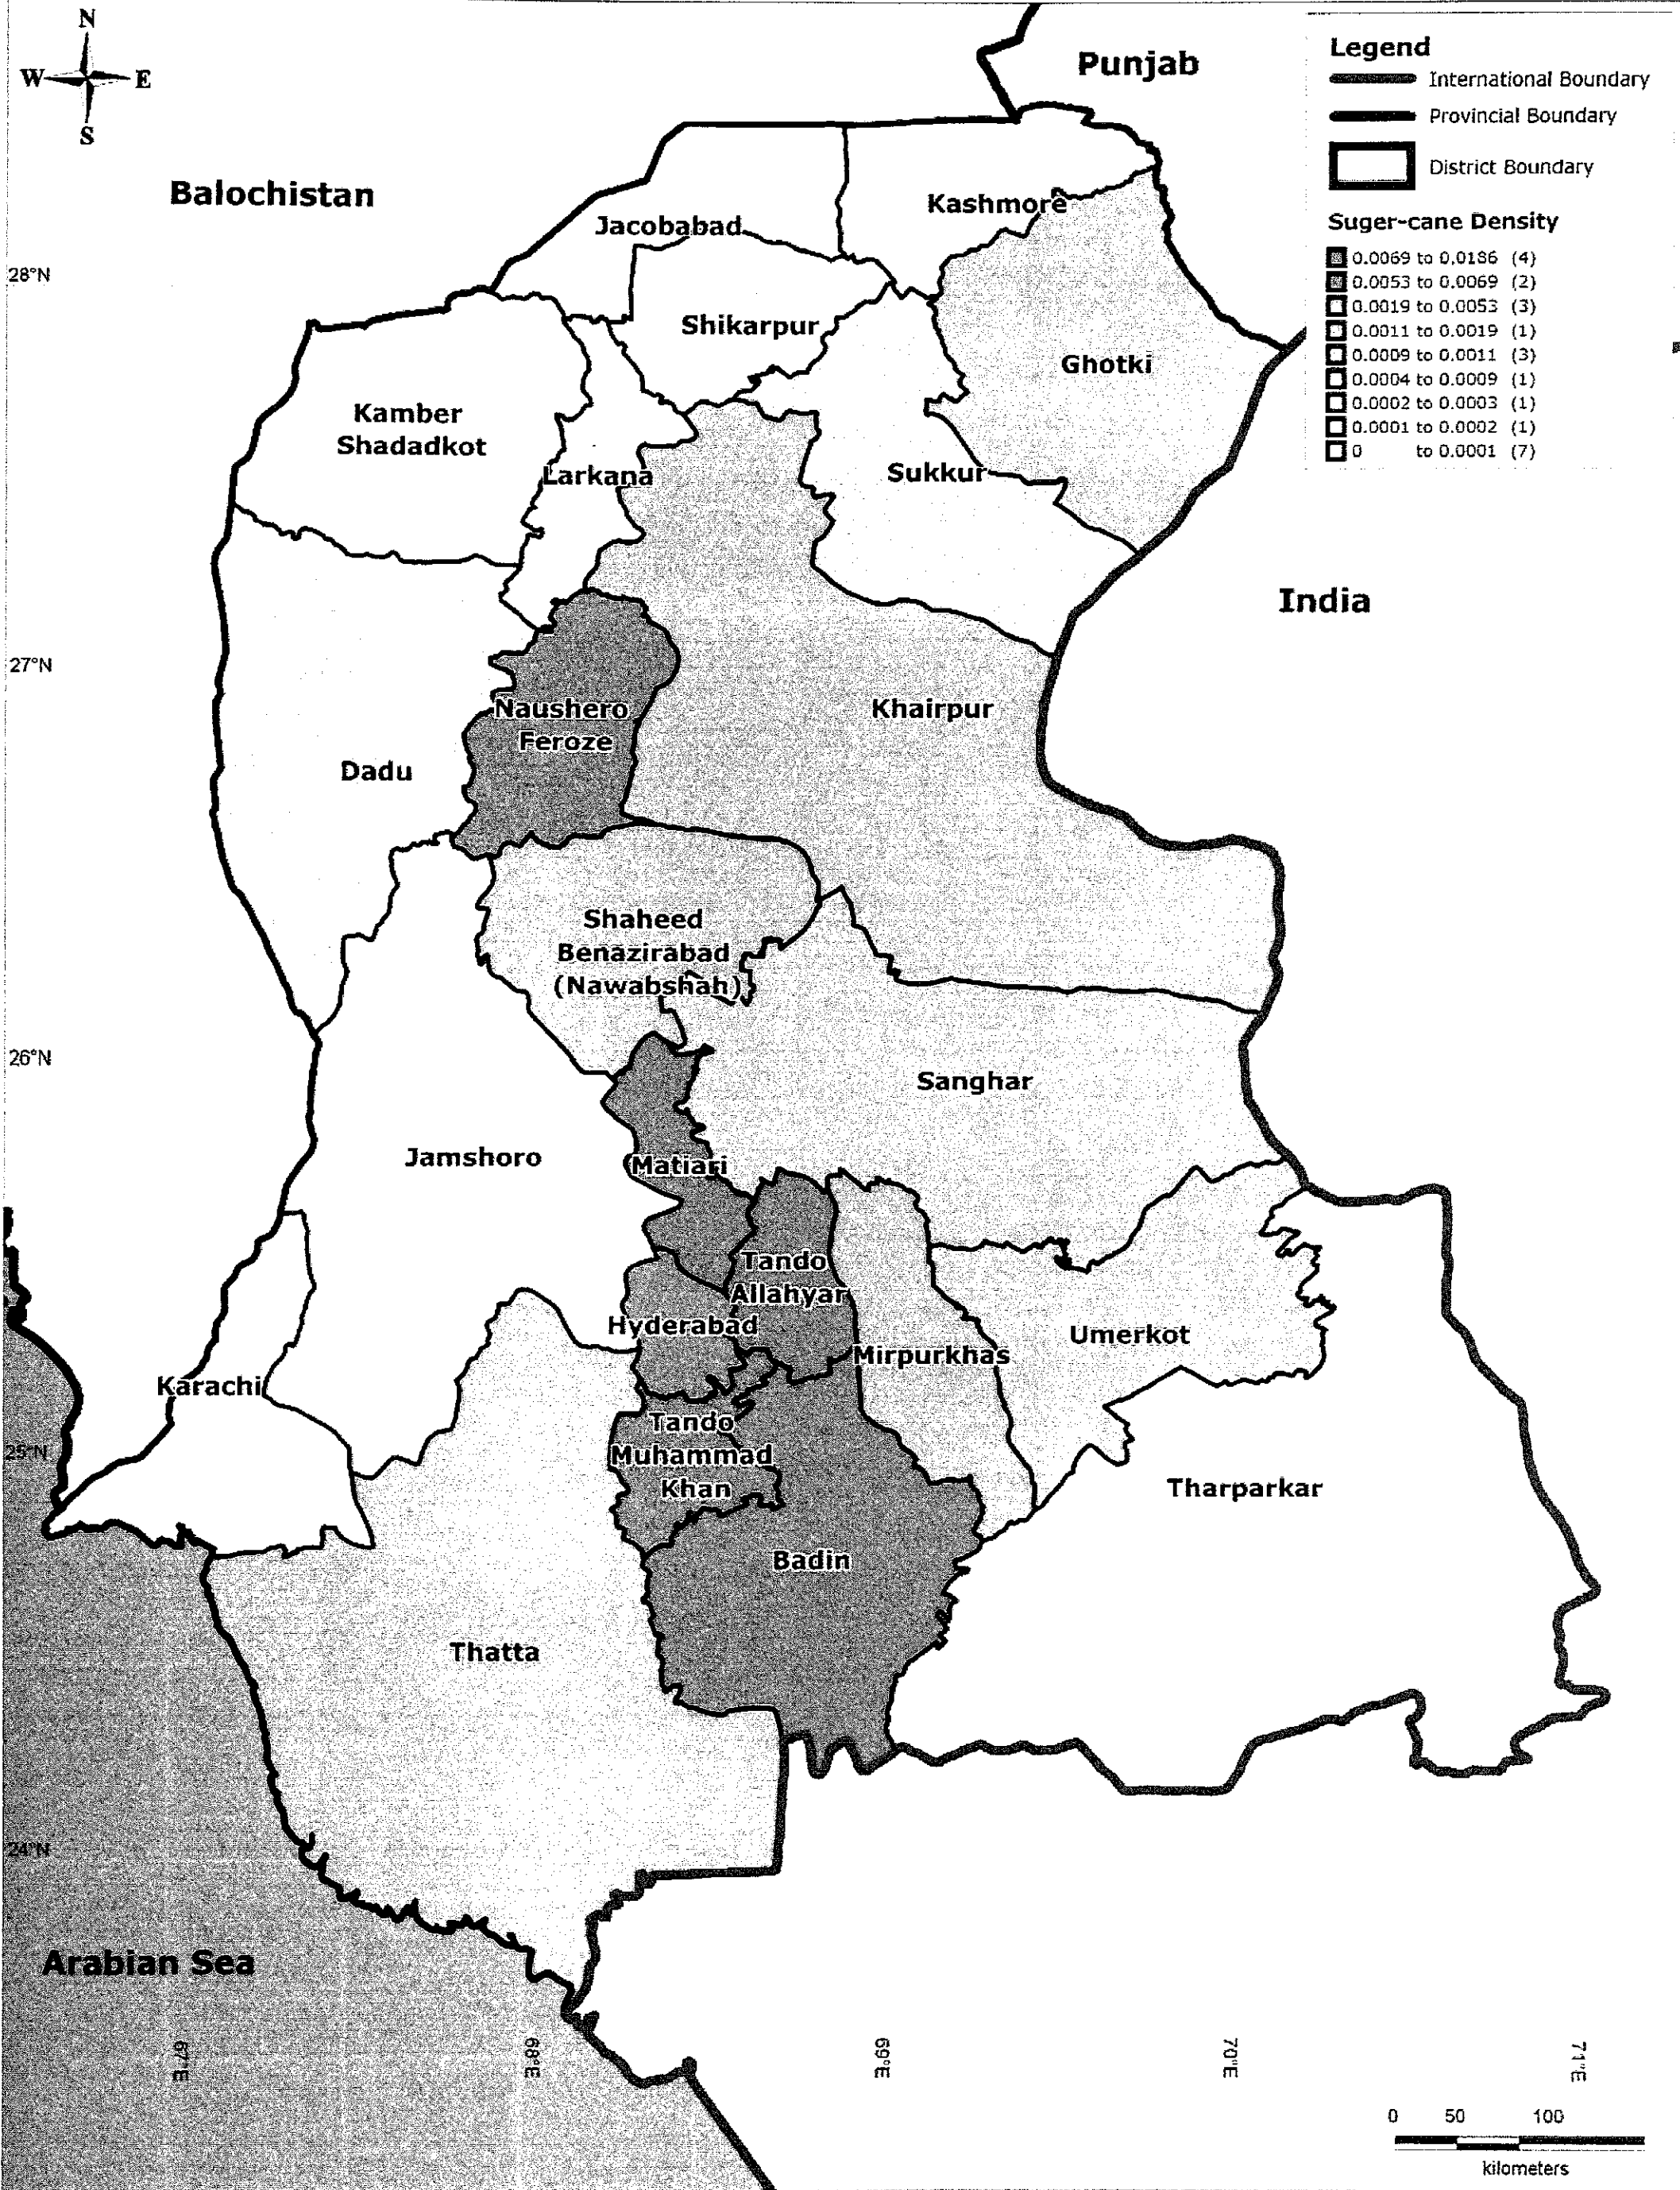 N
W E
S
Punjab
Balochistan
Legend
International Boundary
Provincial Boundary
District Boundary
Suger-cane Density
0.0069 to 0.0186 (4)
0.0053 to 0.0069 (2)
0.0019 to 0.0053 (3)
0.0011 to 0.0019 (1)
0.0009 to 0.0011 (3)
0.0004 to 0.0009 (1)
0.0002 to 0.0003 (1)
0.0001 to 0.0002 (1)
0 to 0.0001 (7)
Kashmore
Jacobabad
28°N
Shikarpur
Ghotki
Kamber
Shadadkot
Larkana
Sukkur
India
27°N
Naushero
Feroze
Khairpur
Dadu
Shaheed
Benazirabad
(Nawabshah)
26°N
Sanghar
Jamshoro
Matiari
Tando
Allahyar
Hyderabad
Umerkot
Mirpurkhas
Karachi
25°N
Tando
Muhammad
Khan
Tharparkar
Badin
Thatta
24°N
Arabian Sea
67°E
68°E
69°E
70°E
71°E
0 50 100
kilometers